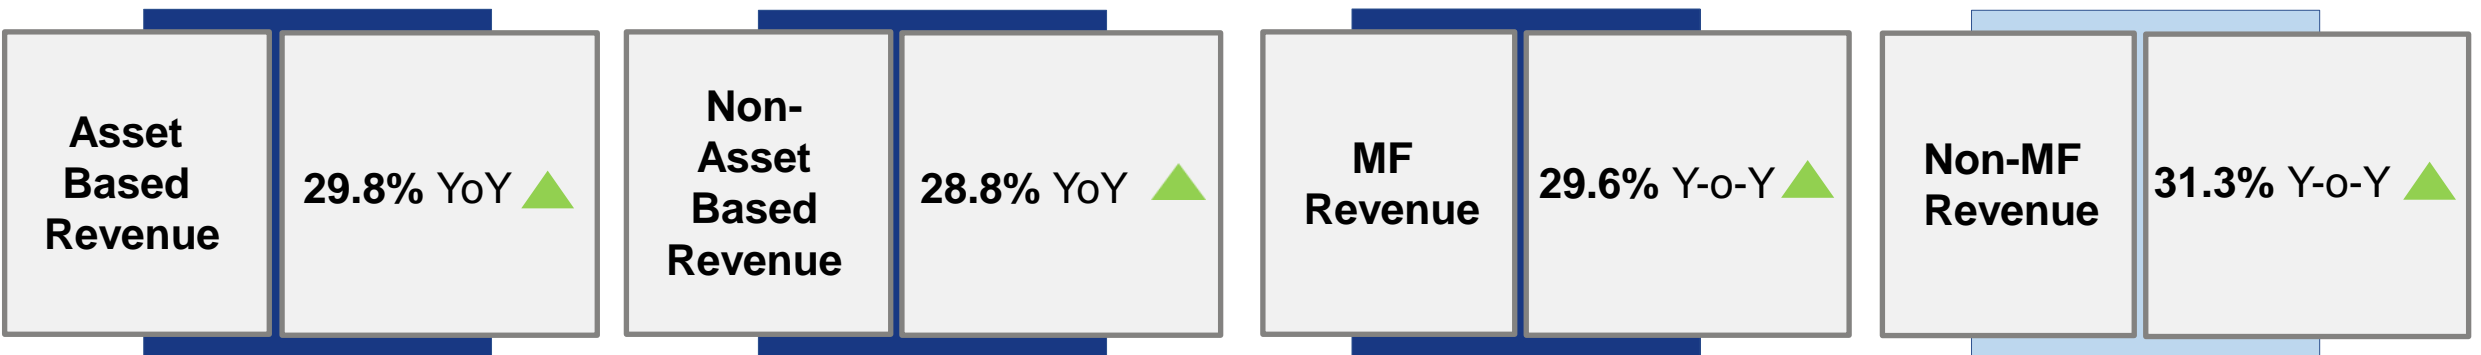 Asset
Based
Revenue
29.8% YoY
Non-
Asset
Based
Revenue
28.8% YoY
MF
Revenue
29.6% Y-o-Y
Non-MF
Revenue
31.3% Y-o-Y